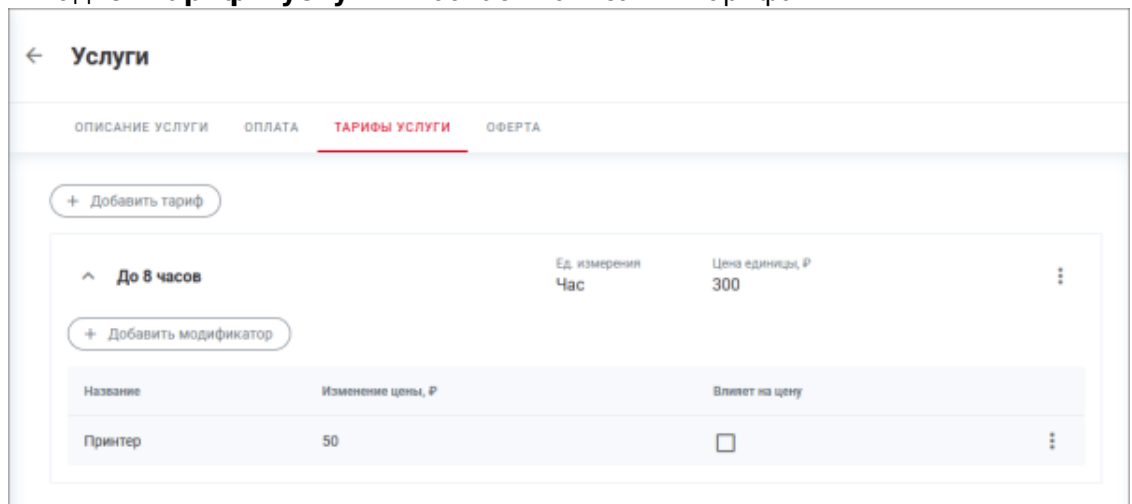 Услуги
ОПИСАНИЕ УСЛУГИ ОПЛАТА ТАРИФЫ УСЛУГИ ОФЕРТА
+ Добавить тариф
До 8 часов
Ед. измерения Цена единицы, ₽
Час 300
+ Добавить модификатор
Название Изменение цены, ₽ Влияет на цену
Принтер 50